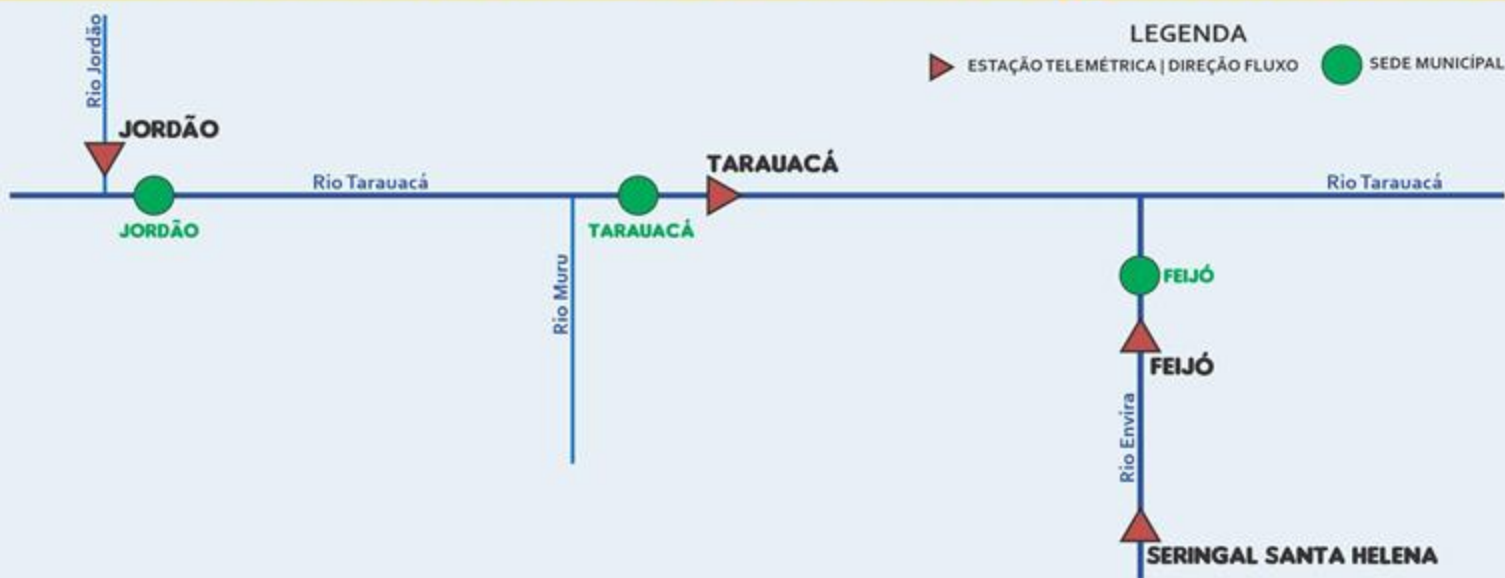 LEGENDA
ESTAÇÃO TELEMÉTRICA | DIREÇÃO FLUXO
SEDE MUNICÍPAL
Rio Jordão
JORDÃO
Rio Tarauacá
TARAUACÁ
Rio Tarauacá
JORDÃO
TARAUACÁ
Rio Muru
FEIJÓ
FEIJÓ
Rio Envira
SERINGAL SANTA HELENA